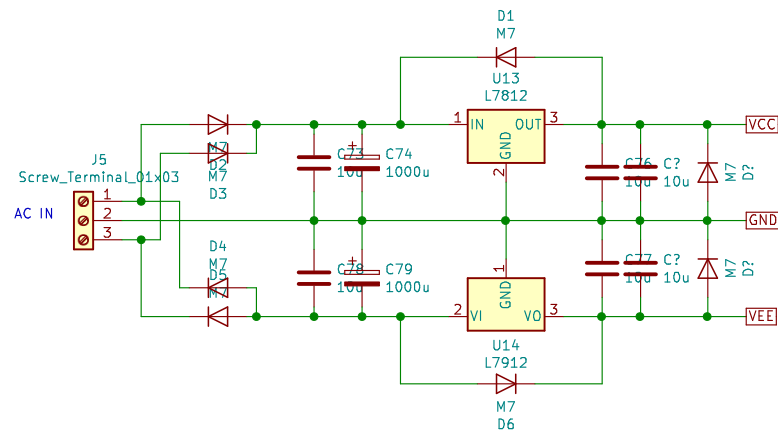 D1
M7
U13
L7812
1
IN
OUT
3
GND
2
VCC
M7
D2
M7
D3
C73
10u
+
C74
1000u
C76
10u
C?
10u
M7
D?
J5
Screw_Terminal_01x03
AC IN
1
2
3
GND
D4
M7
D5
M7
C78
10u
+
C79
1000u
1
GND
2
VI
VO
3
C77
10u
C?
10u
M7
D?
VEE
U14
L7912
M7
D6